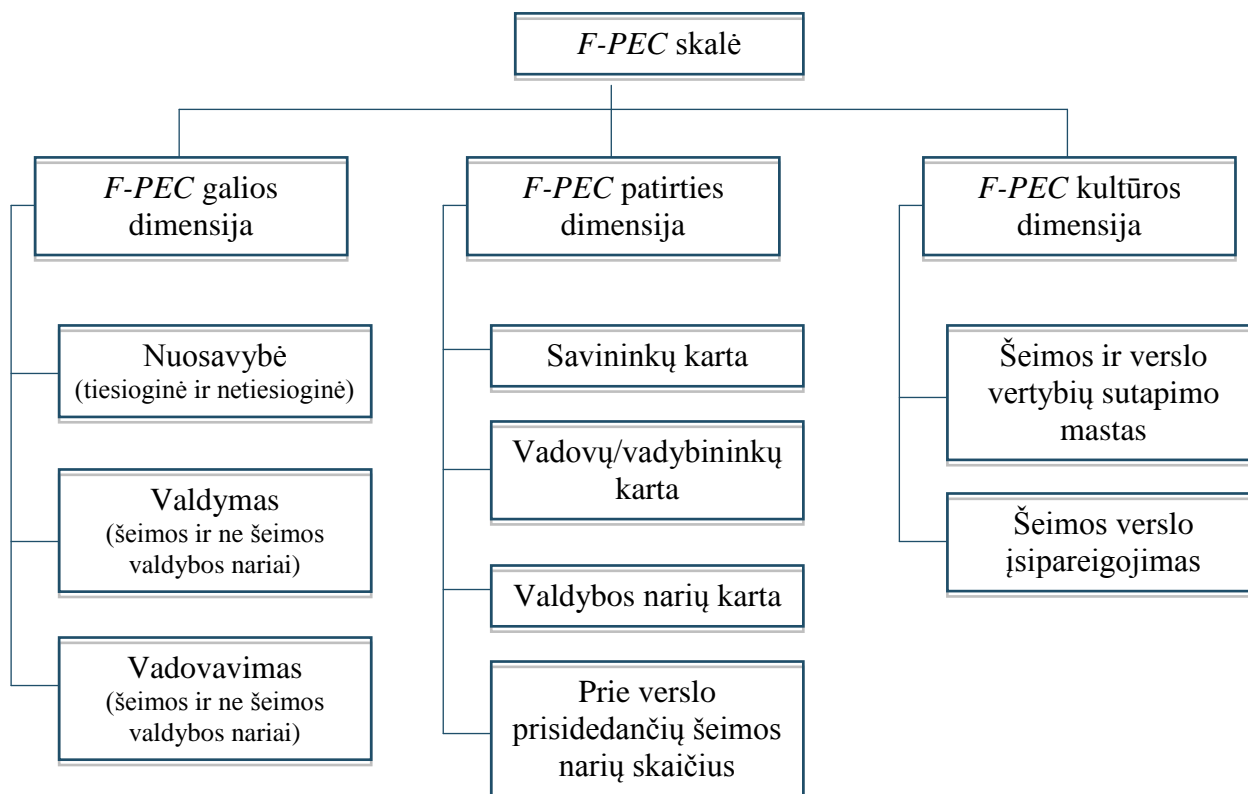 F-PEC skalė
F-PEC galios
dimensija
Nuosavybė
(tiesioginė ir netiesioginė)
Valdymas
(šeimos ir ne šeimos
valdybos nariai)
Vadovavimas
(šeimos ir ne šeimos
valdybos nariai)
F-PEC patirties
dimensija
Savininkų karta
Vadovų/vadybininkų
karta
Valdybos narių karta
Prie verslo
prisidedančių šeimos
narių skaičius
F-PEC kultūros
dimensija
Šeimos ir verslo
vertybių sutapimo
mastas
Šeimos verslo
įsipareigojimas